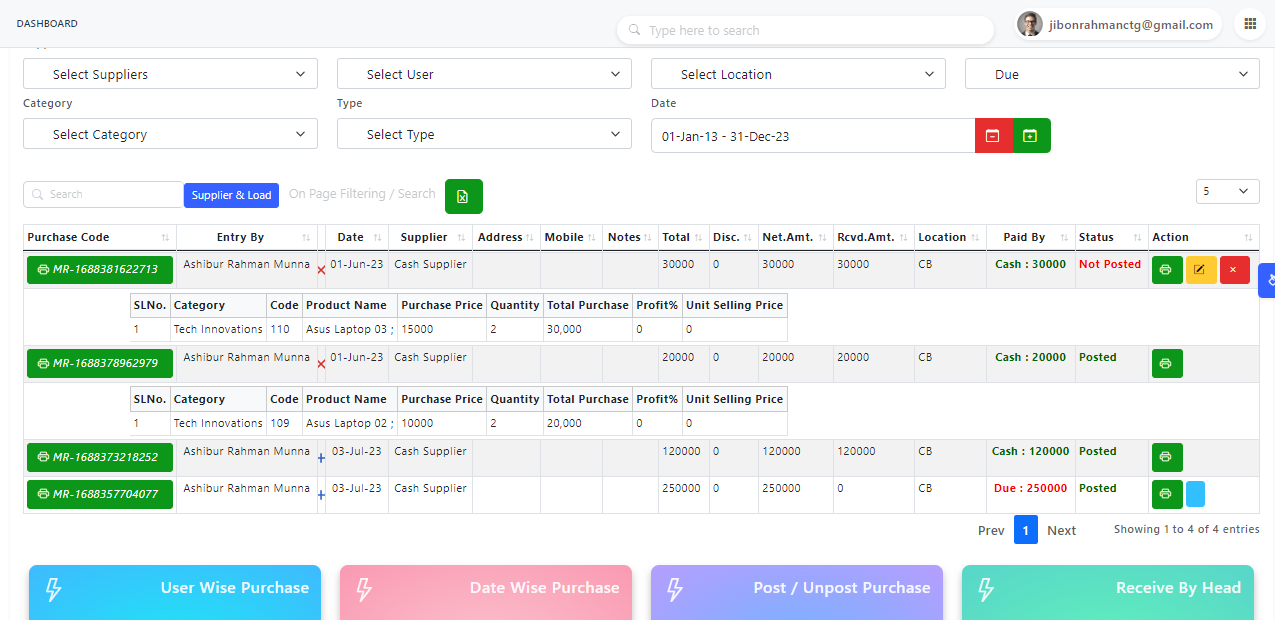 DASHBOARD
Type here to search
jibonrahmanctg@gmail.com
Select Suppliers
Select User
Select Location
Due
Category
Type
Date
Select Category
Select Type
01-Jan-13 - 31-Dec-23
Search
Supplier & Load
On Page Filtering / Search
5
Purchase Code Entry By Date Supplier Address Mobile Notes Total Disc. Net.Amt. Rcvd.Amt. Location Paid By Status Action
MR-1688381622713 Ashibur Rahman Munna 01-Jun-23 Cash Supplier 30000 0 30000 30000 CB Cash : 30000 Not Posted
SLNo. Category Code Product Name Purchase Price Quantity Total Purchase Profit% Unit Selling Price
1 Tech Innovations 110 Asus Laptop 03 ; 15000 2 30,000 0 0
MR-1688378962979 Ashibur Rahman Munna 01-Jun-23 Cash Supplier 20000 0 20000 20000 CB Cash : 20000 Posted
SLNo. Category Code Product Name Purchase Price Quantity Total Purchase Profit% Unit Selling Price
1 Tech Innovations 109 Asus Laptop 02 ; 10000 2 20,000 0 0
MR-1688373218252 Ashibur Rahman Munna 03-Jul-23 Cash Supplier 120000 0 120000 120000 CB Cash : 120000 Posted
MR-1688357704077 Ashibur Rahman Munna 03-Jul-23 Cash Supplier 250000 0 250000 0 CB Due : 250000 Posted
Prev 1 Next
Showing 1 to 4 of 4 entries
User Wise Purchase
Date Wise Purchase
Post / Unpost Purchase
Receive By Head